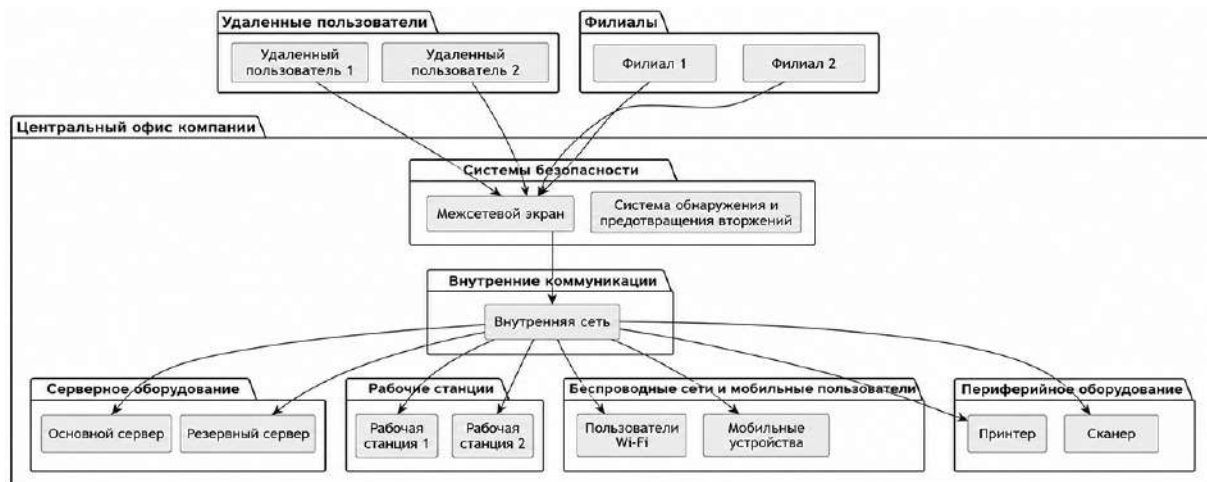 Удаленные пользователи
Филиалы
Удаленный
пользователь 1
Удаленный
пользователь 2
Филиал 1
Филиал 2
Центральный офис компании
Системы безопасности
Межсетевой экран
Система обнаружения и
предотвращения вторжений
Внутренние коммуникации
Внутренняя сеть
Серверное оборудование
Рабочие станции
Беспроводные сети и мобильные пользователи
Периферийное оборудование
Основной сервер
Резервный сервер
Рабочая
станция 1
Рабочая
станция 2
Пользователи
Wi-Fi
Мобильные
устройства
Принтер
Сканер